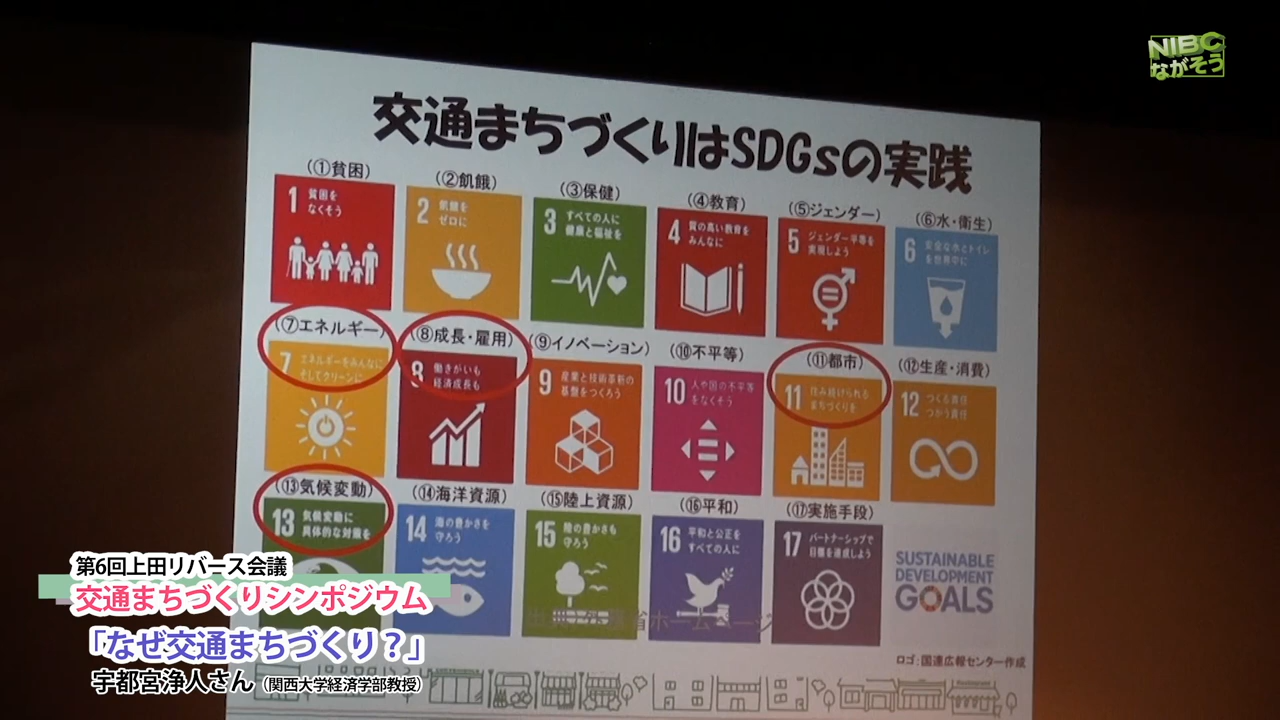 NIBC
ながそう
交通まちづくりはSDGsの実践
(①貧困)
(②飢餓)
(③保健)
(④教育)
(⑤ジェンダー)
(⑥水・衛生)
1 貧困を
なくそう
2 飢餓を
ゼロに
3 すべての人に
健康と福祉を
4 質の高い教育を
みんなに
5 ジェンダー平等を
実現しよう
6 安全な水とトイレ
を世界中に
(⑦エネルギー)
(⑧成長・雇用)
(⑨イノベーション)
(⑩不平等)
(⑪都市)
(⑫生産・消費)
7 エネルギーをみんなに
そしてクリーンに
8 働きがいも
経済成長も
9 産業と技術革新の
基盤をつくろう
10 人や国の不平等
をなくそう
11 住み続けられる
まちづくりを
12 つくる責任
つかう責任
(⑬気候変動)
(⑭海洋資源)
(⑮陸上資源)
(⑯平和)
(⑰実施手段)
13 気候変動に
具体的な対策を
14 海の豊かさを
守ろう
15 陸の豊かさも
守ろう
16 平和と公正を
すべての人に
17 パートナーシップで
目標を達成しよう
SUSTAINABLE
DEVELOPMENT
GOALS
省ホームページ
ロゴ:国連広報センター作成
第6回上田リバース会議
交通まちづくりシンポジウム
「なぜ交通まちづくり?」
宇都宮浄人さん(関西大学経済学部教授)